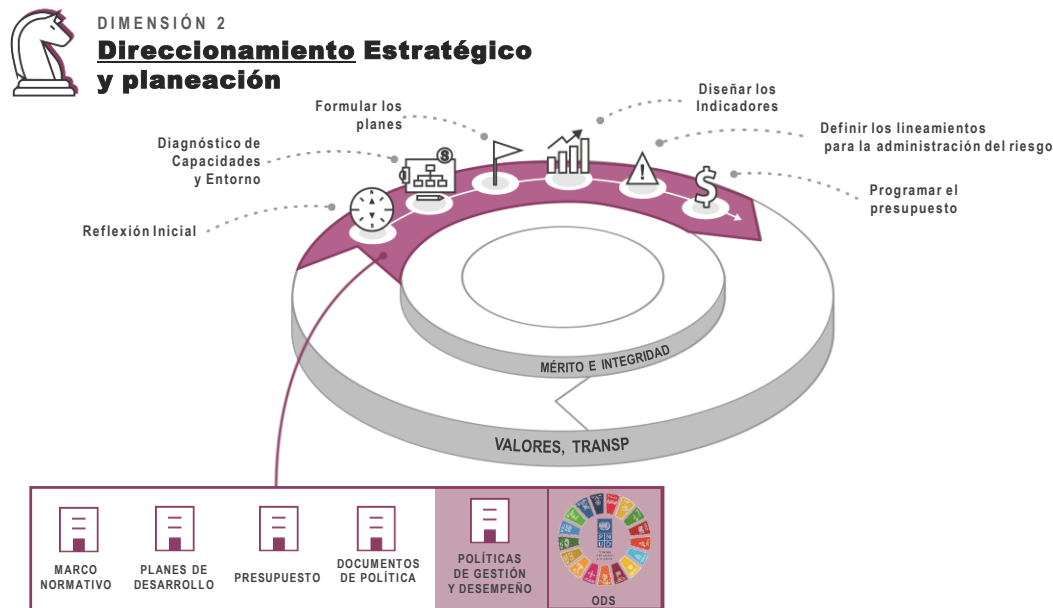 DIMENSIÓN 2
Direccionamiento Estratégico
y planeación
Reflexión Inicial
Diagnóstico de
Capacidades
y Entorno
Formular los
planes
Diseñar los
Indicadores
Definir los lineamientos
para la administración del riesgo
Programar el
presupuesto
MÉRITO E INTEGRIDAD
VALORES, TRANSP
MARCO
NORMATIVO
PLANES DE
DESARROLLO
PRESUPUESTO
DOCUMENTOS
DE POLÍTICA
POLÍTICAS
DE GESTIÓN
Y DESEMPEÑO
ODS